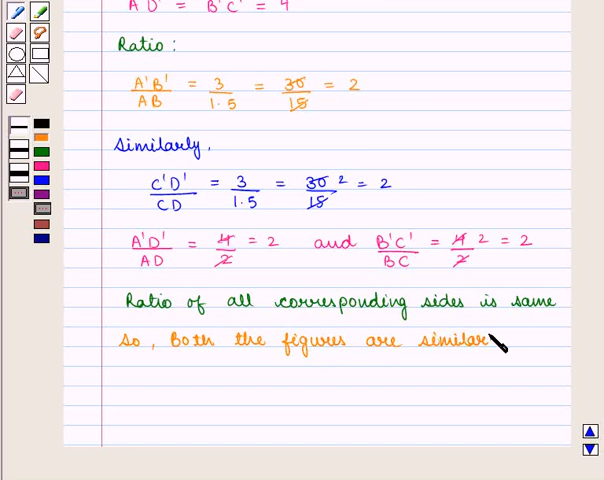 A'D' = B'C' = 4
Ratio :
A'B'/AB = 3/1.5 = 30/15 = 2
Similarly,
C'D'/CD = 3/1.5 = 30/15 2 = 2
A'D'/AD = 4/2 = 2 and B'C'/BC = 4/2 2 = 2
Ratio of all corresponding sides is same
So, Both the figures are similar